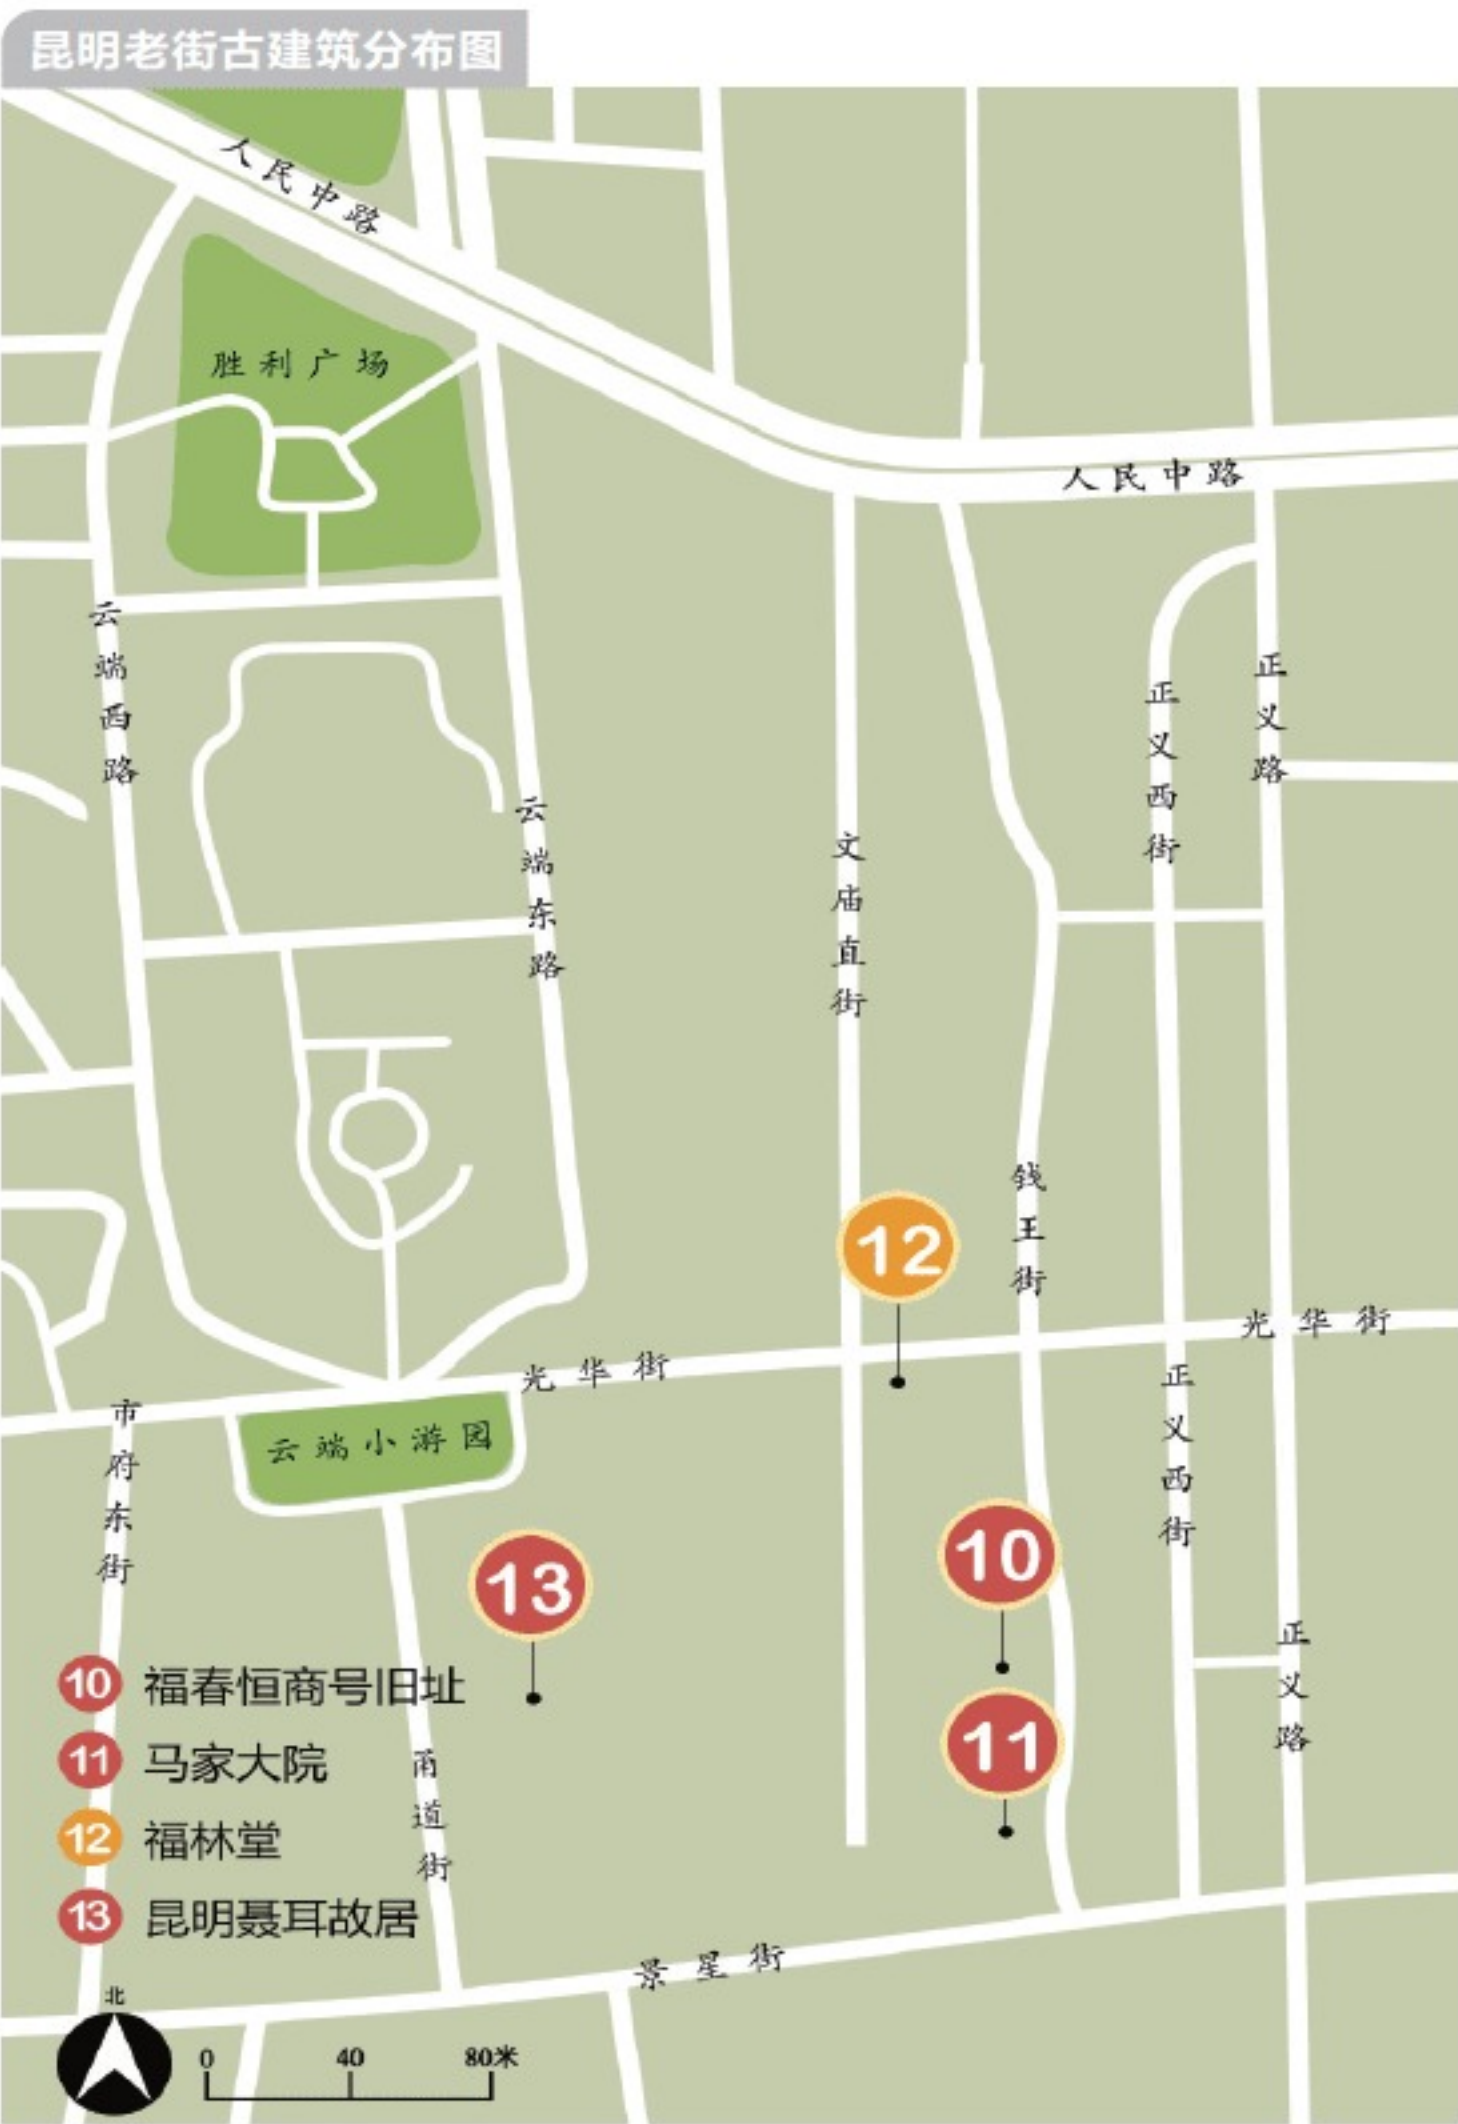 昆明老街古建筑分布图
人民中路
胜利广场
人民中路
云端西路
正义路
正义西街
云端东路
文庙直街
钱王街
12
光华街
光华街
正义西街
市府东街
云端小游园
10
13
正义路
10 福春恒商号旧址
11
11 马家大院
甬道街
12 福林堂
13 昆明聂耳故居
景星街
北
0 40 80米